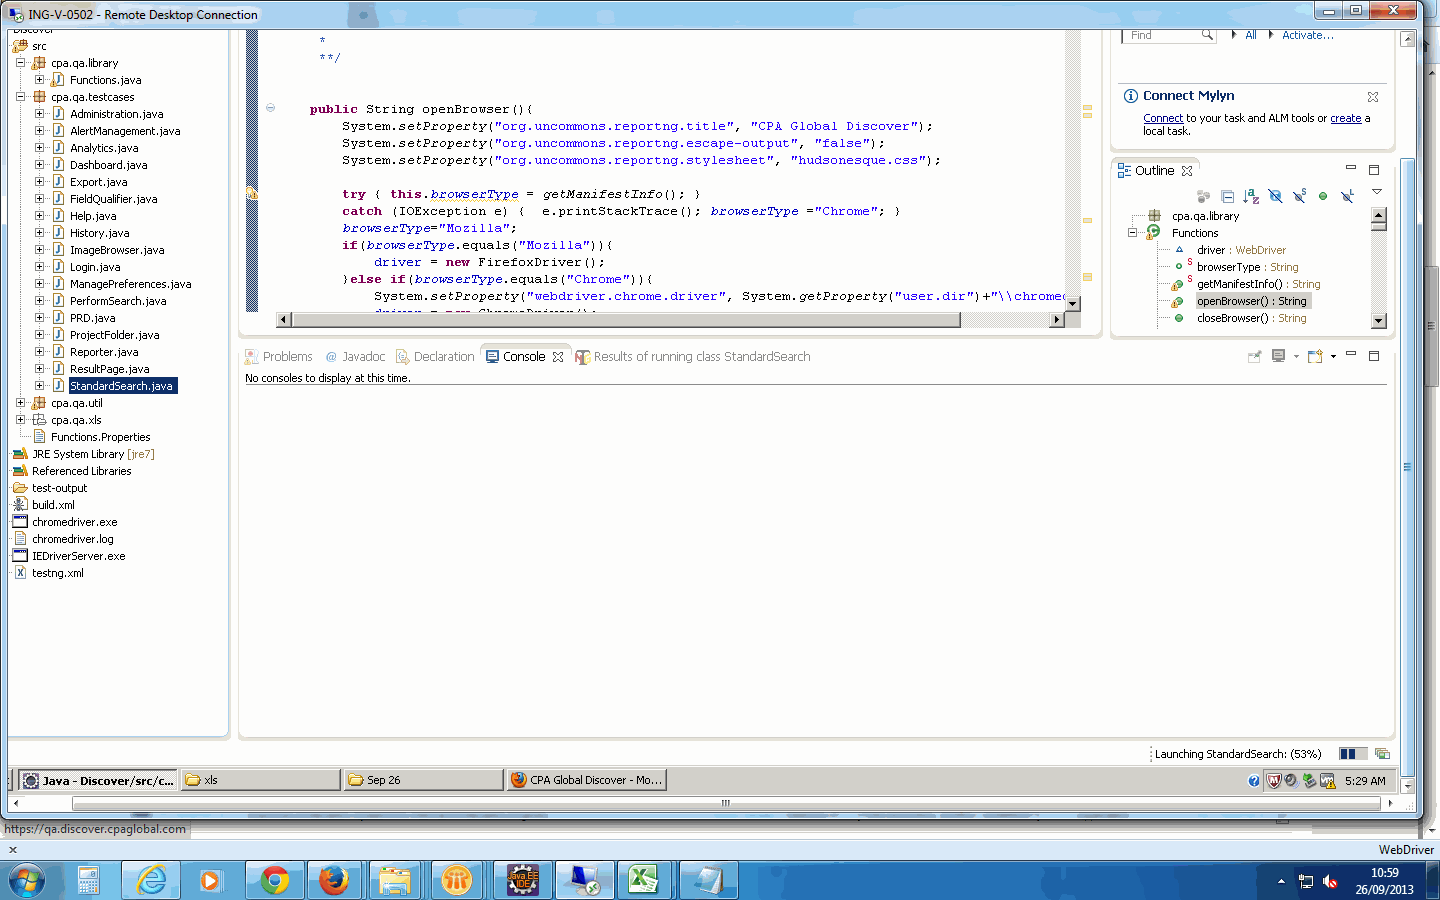 ING-V-0502 - Remote Desktop Connection
Discover
src
cpa.qa.library
Functions.java
cpa.qa.testcases
Administration.java
AlertManagement.java
Analytics.java
Dashboard.java
Export.java
FieldQualifier.java
Help.java
History.java
ImageBrowser.java
Login.java
ManagePreferences.java
PerformSearch.java
PRD.java
ProjectFolder.java
Reporter.java
ResultPage.java
StandardSearch.java
cpa.qa.util
cpa.qa.xls
Functions.Properties
JRE System Library [jre7]
Referenced Libraries
test-output
build.xml
chromedriver.exe
chromedriver.log
IEDriverServer.exe
testng.xml
*
**/
public String openBrowser(){
System.setProperty("org.uncommons.reportng.title", "CPA Global Discover");
System.setProperty("org.uncommons.reportng.escape-output", "false");
System.setProperty("org.uncommons.reportng.stylesheet", "hudsonesque.css");
try { this.browserType = getManifestInfo(); }
catch (IOException e) { e.printStackTrace(); browserType ="Chrome"; }
browserType="Mozilla";
if(browserType.equals("Mozilla")){
driver = new FirefoxDriver();
}else if(browserType.equals("Chrome")){
System.setProperty("webdriver.chrome.driver", System.getProperty("user.dir")+"\\chromed
driver = new ChromeDriver();
Find All Activate...
Connect Mylyn
Connect to your task and ALM tools or create a
local task.
Outline
cpa.qa.library
Functions
driver : WebDriver
browserType : String
getManifestInfo() : String
openBrowser() : String
closeBrowser() : String
Problems @ Javadoc Declaration Console Results of running class StandardSearch
No consoles to display at this time.
Launching StandardSearch: (53%)
Java - Discover/src/c... xls Sep 26 CPA Global Discover - Mo... 5:29 AM
https://qa.discover.cpaglobal.com
x WebDriver
Java EE
IDE
10:59
26/09/2013